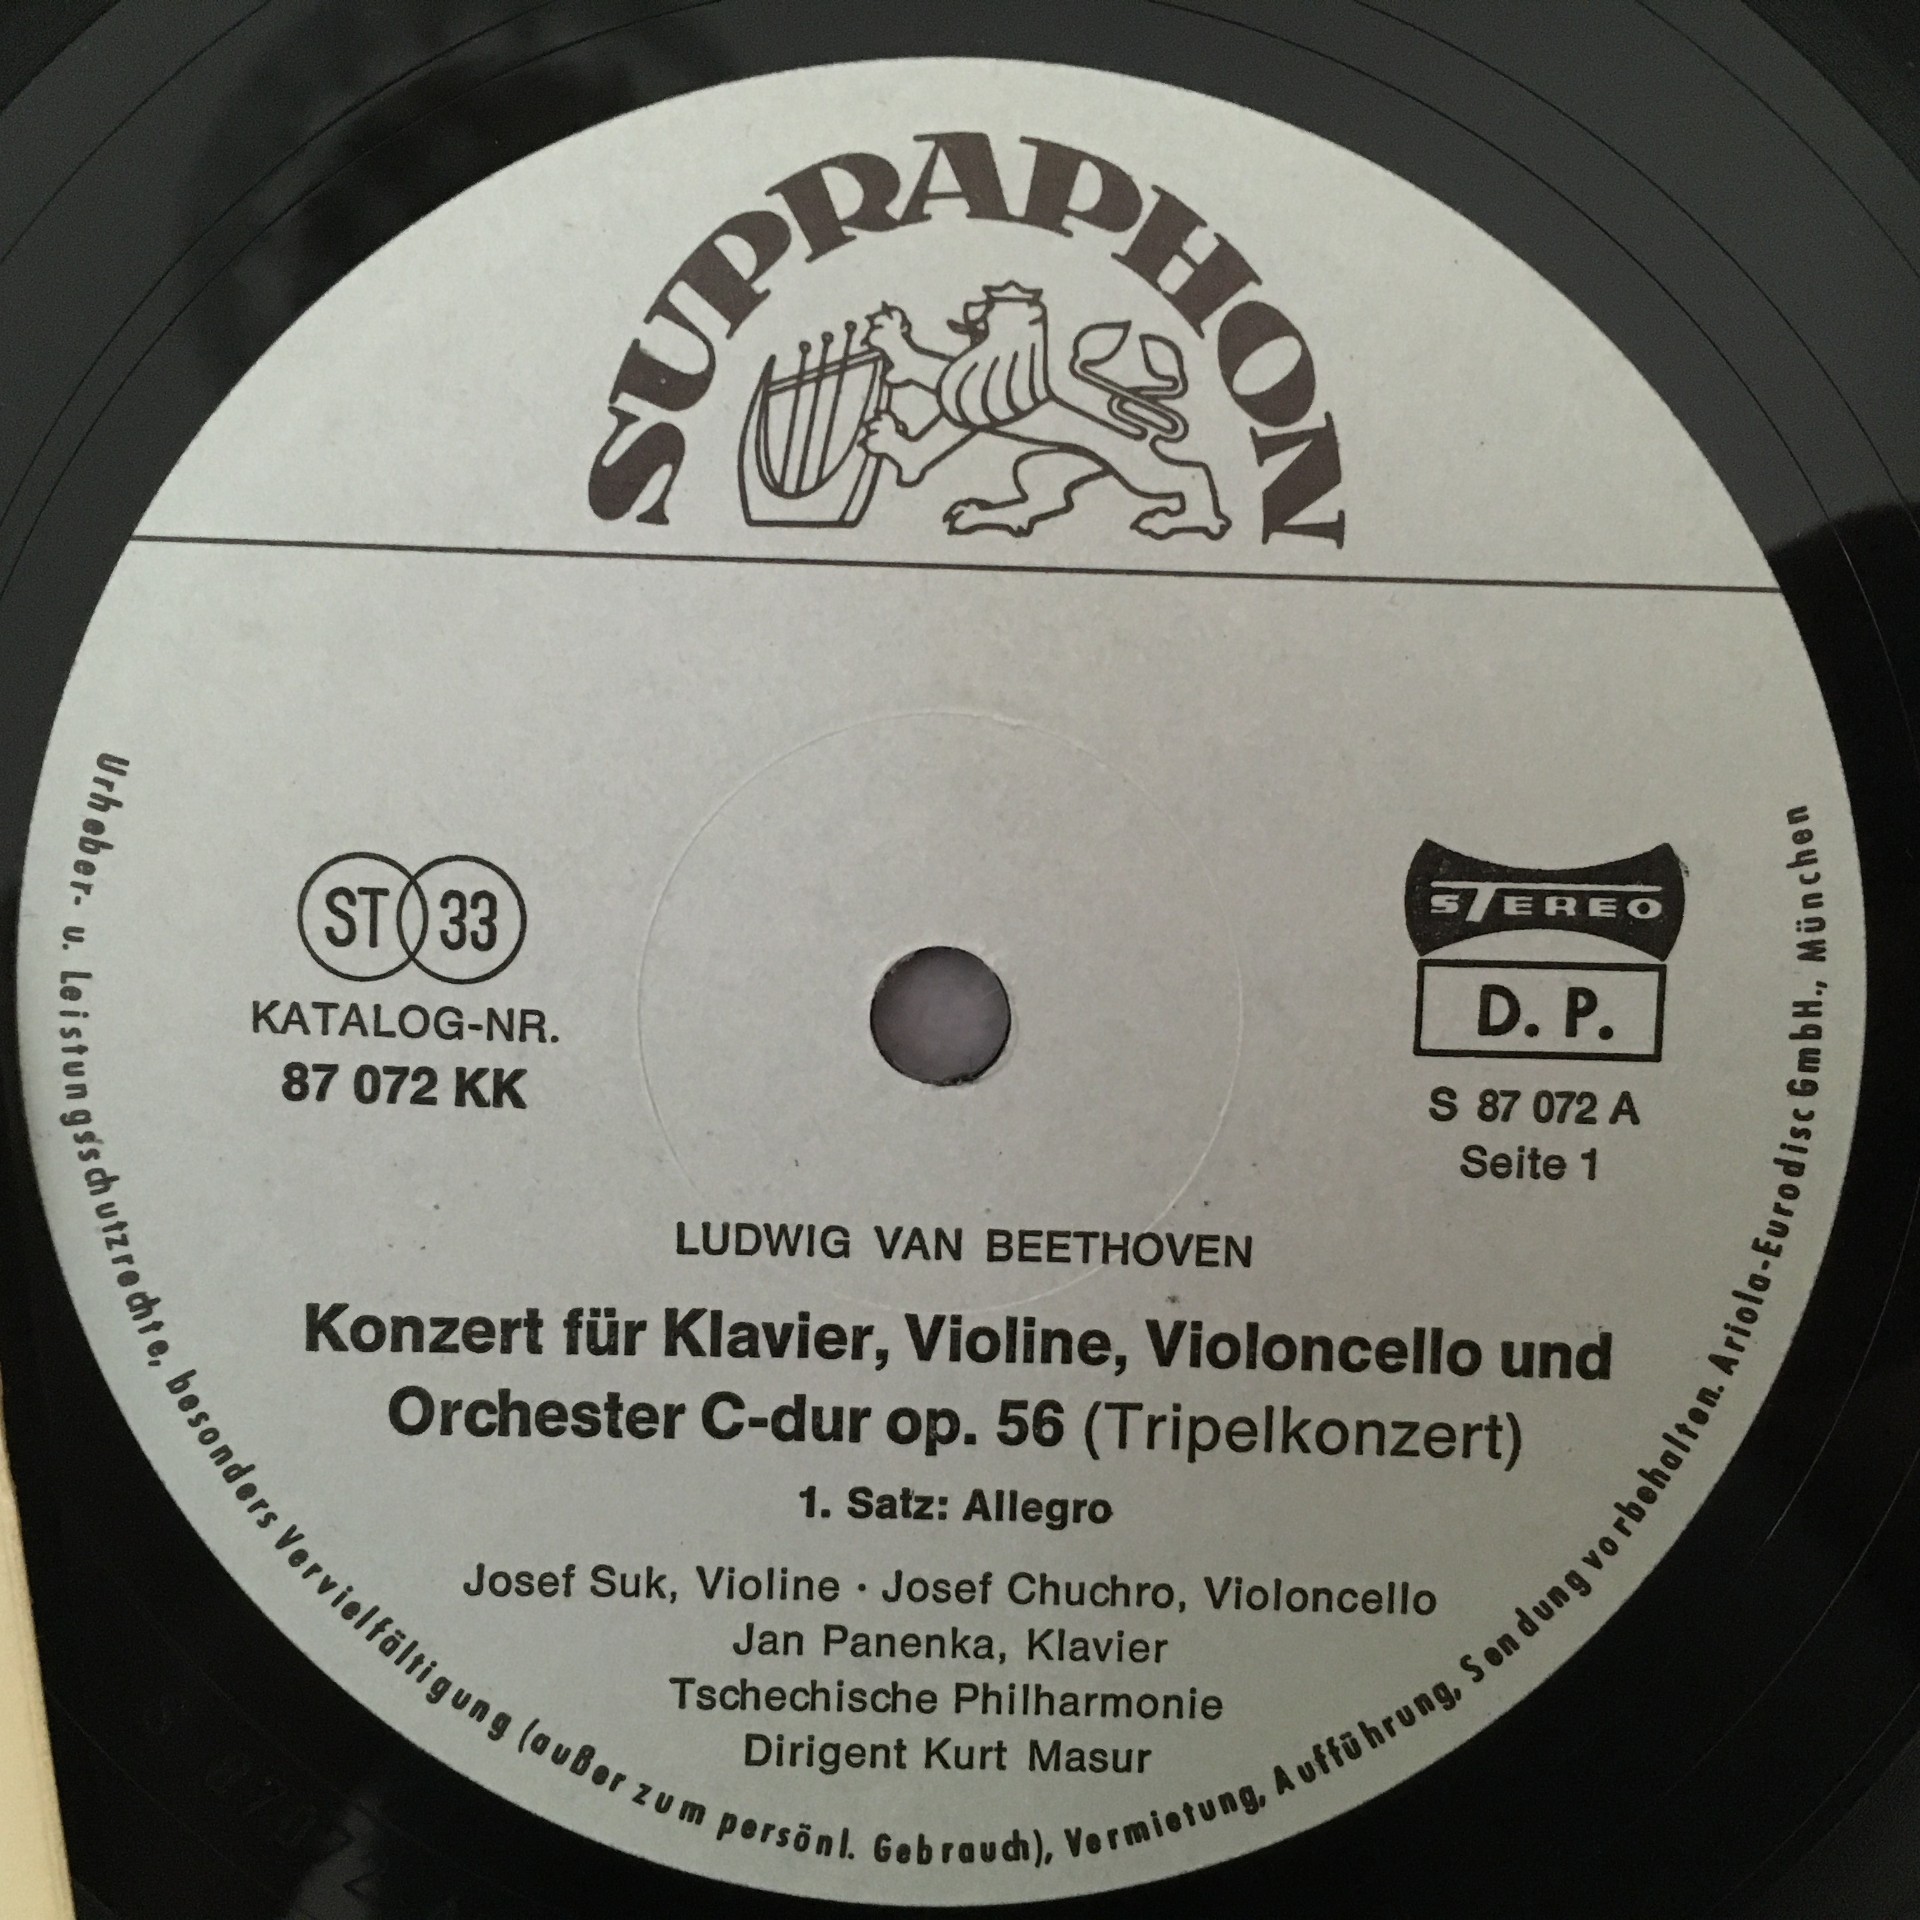 SUPRAPHON
ST 33
KATALOG-NR.
87 072 KK
STEREO
D. P.
S 87 072 A
Seite 1
LUDWIG VAN BEETHOVEN
Konzert für Klavier, Violine, Violoncello und
Orchester C-dur op. 56 (Tripelkonzert)
1. Satz: Allegro
Josef Suk, Violine · Josef Chuchro, Violoncello
Jan Panenka, Klavier
Tschechische Philharmonie
Dirigent Kurt Masur
Urheber- u. Leistungsschutzrechte, besonders Vervielfältigung (außer zum persönl. Gebrauch), Vermietung, Aufführung, Sendung vorbehalten. Ariola-Eurodisc GmbH., München